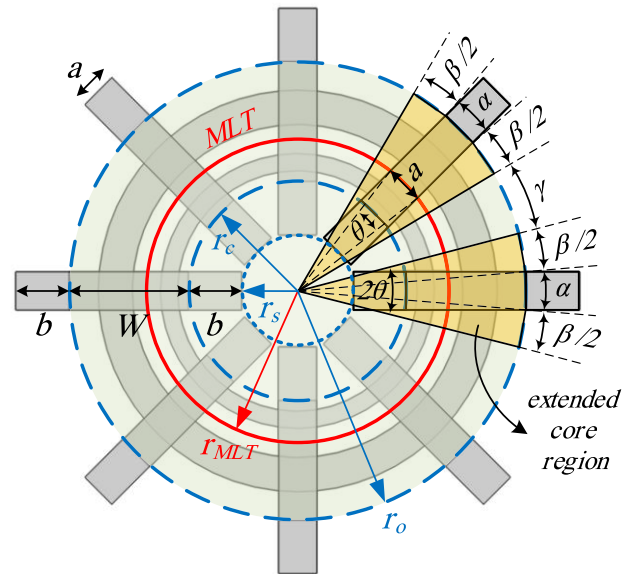 β/2
a
α
MLT
β/2
a
γ
θ
r_c
β/2
2θ
α
b
W
b
r_s
β/2
extended
core
region
r_MLT
r_o